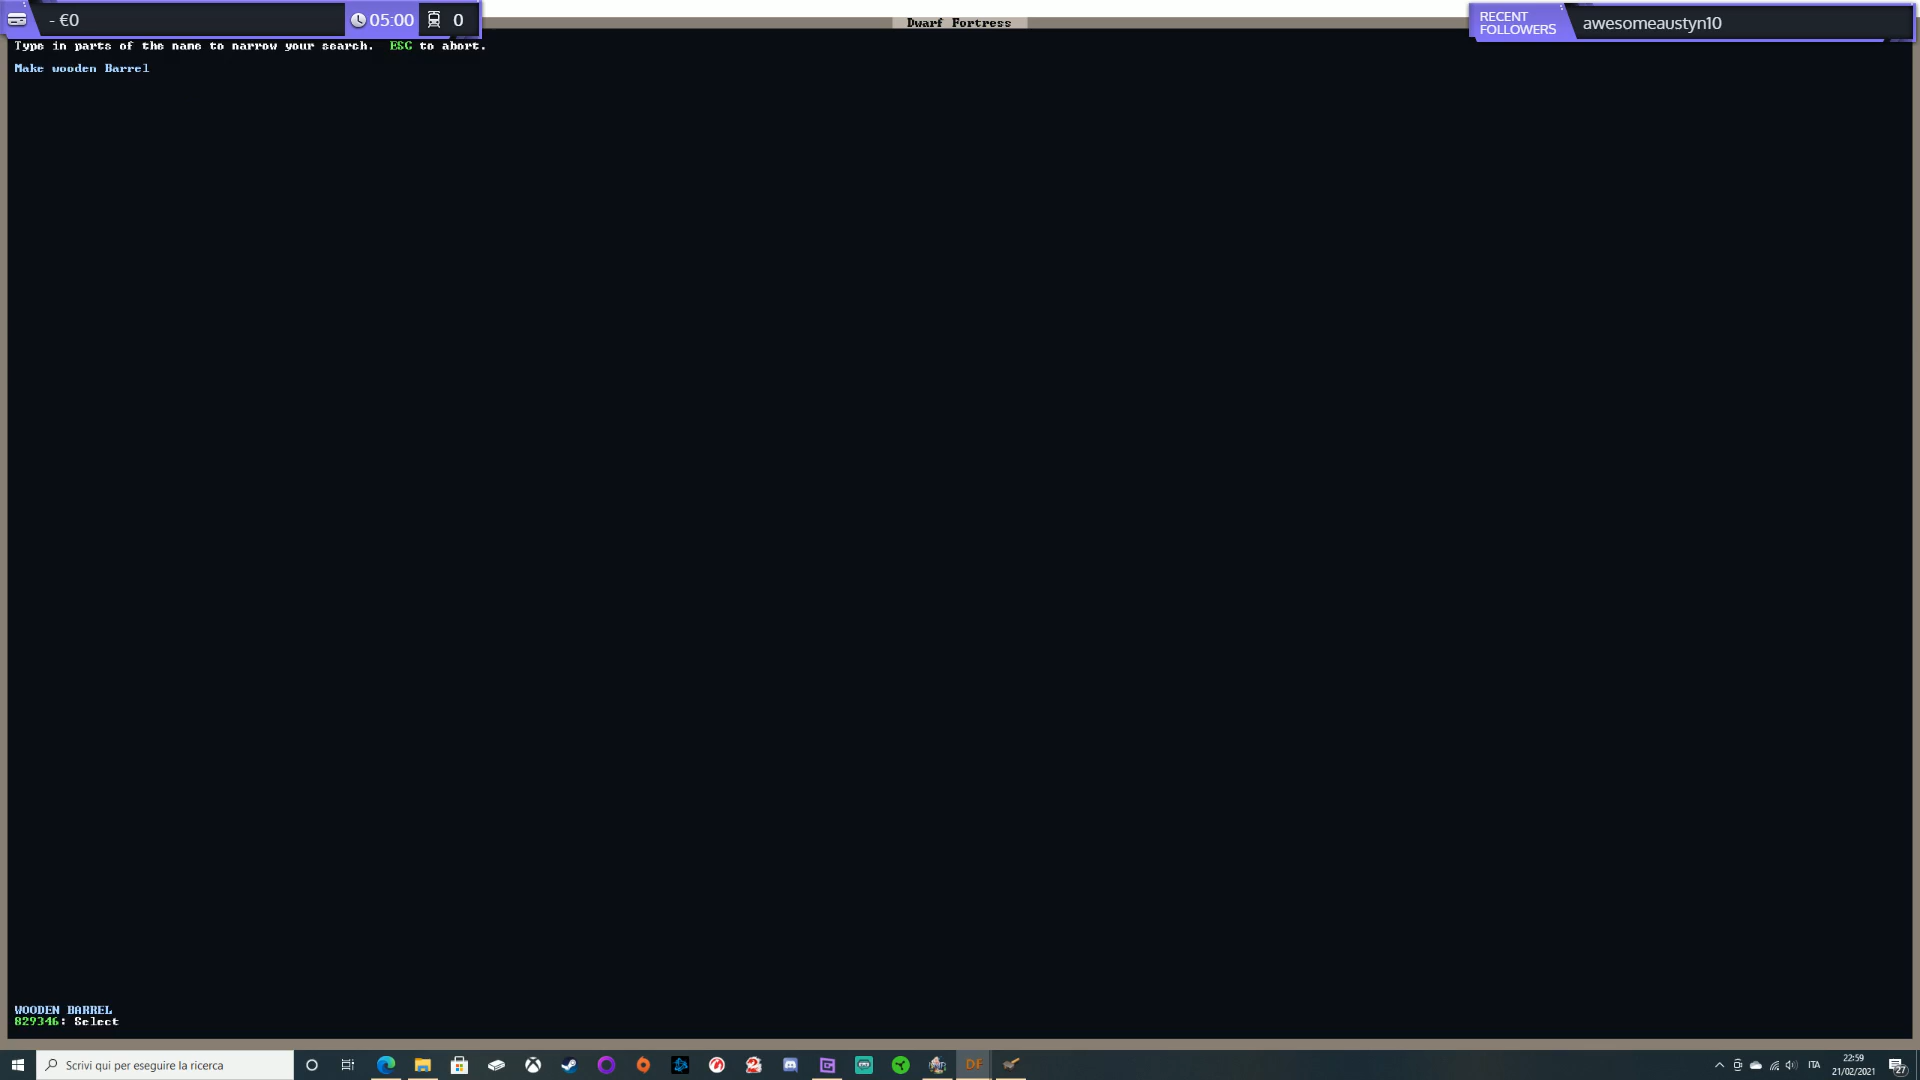 - €0
05:00
0
Dwarf Fortress
RECENT
FOLLOWERS
awesomeaustyn10
Type in parts of the name to narrow your search. ESC to abort.
Make wooden Barrel
WOODEN BARREL
829346: Select
Scrivi qui per eseguire la ricerca
DF
ITA
22:59
21/02/2021
27